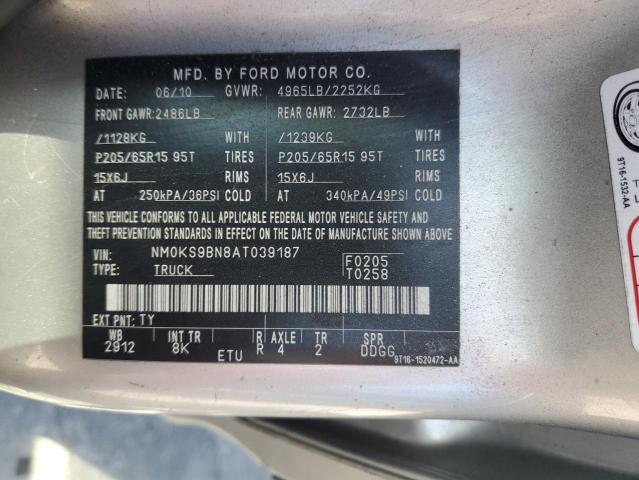 MFD. BY FORD MOTOR CO.
DATE: 06/10 GVWR: 4965LB/2252KG
FRONT GAWR: 2486LB REAR GAWR: 2732LB
/1128KG WITH /1239KG WITH
P205/65R15 95T TIRES P205/65R15 95T TIRES
15X6J RIMS 15X6J RIMS
AT 250kPA/36PSI COLD AT 340kPA/49PSI COLD
THIS VEHICLE CONFORMS TO ALL APPLICABLE FEDERAL MOTOR VEHICLE SAFETY AND
THEFT PREVENTION STANDARDS IN EFFECT ON THE DATE OF MANUFACTURE SHOWN ABOVE.
VIN: NM0KS9BN8AT039187 F0205
TYPE: TRUCK T0258
EXT PNT: TY
WB INT TR R AXLE TR SPR
2912 8K ETU R 4 2 DDGG
9T16-1520472-AA
9T16-1532-AA